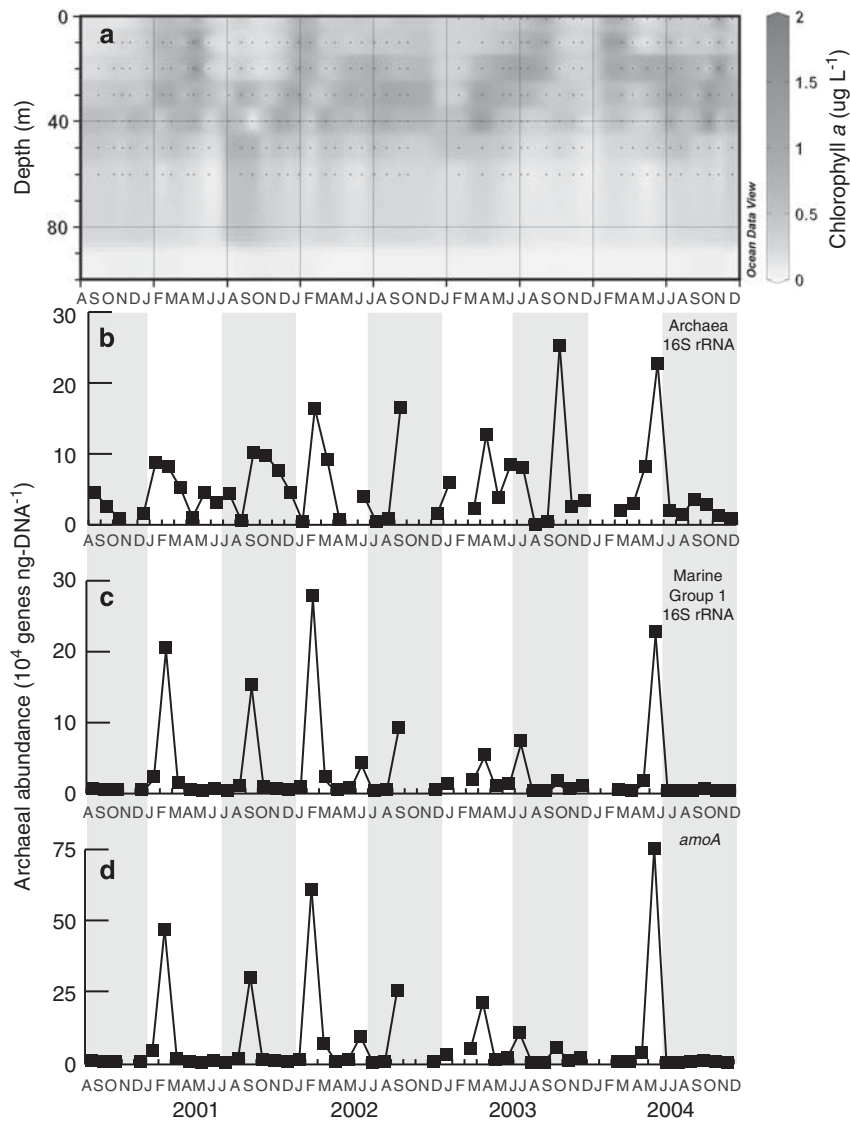 a
0
40
80
Depth (m)
2
1.5
1
0.5
0
Chlorophyll a (ug L-1)
Ocean Data View
A S O N D J F M A M J J A S O N D J F M A M J J A S O N D J F M A M J J A S O N D J F M A M J J A S O N D
b
Archaea
16S rRNA
30
20
10
0
A S O N D J F M A M J J A S O N D J F M A M J J A S O N D J F M A M J J A S O N D J F M A M J J A S O N D
Archaeal abundance (10⁴ genes ng-DNA⁻¹)
c
Marine
Group 1
16S rRNA
30
20
10
0
A S O N D J F M A M J J A S O N D J F M A M J J A S O N D J F M A M J J A S O N D J F M A M J J A S O N D
d
amoA
75
50
25
0
A S O N D J F M A M J J A S O N D J F M A M J J A S O N D J F M A M J J A S O N D J F M A M J J A S O N D
2001 2002 2003 2004